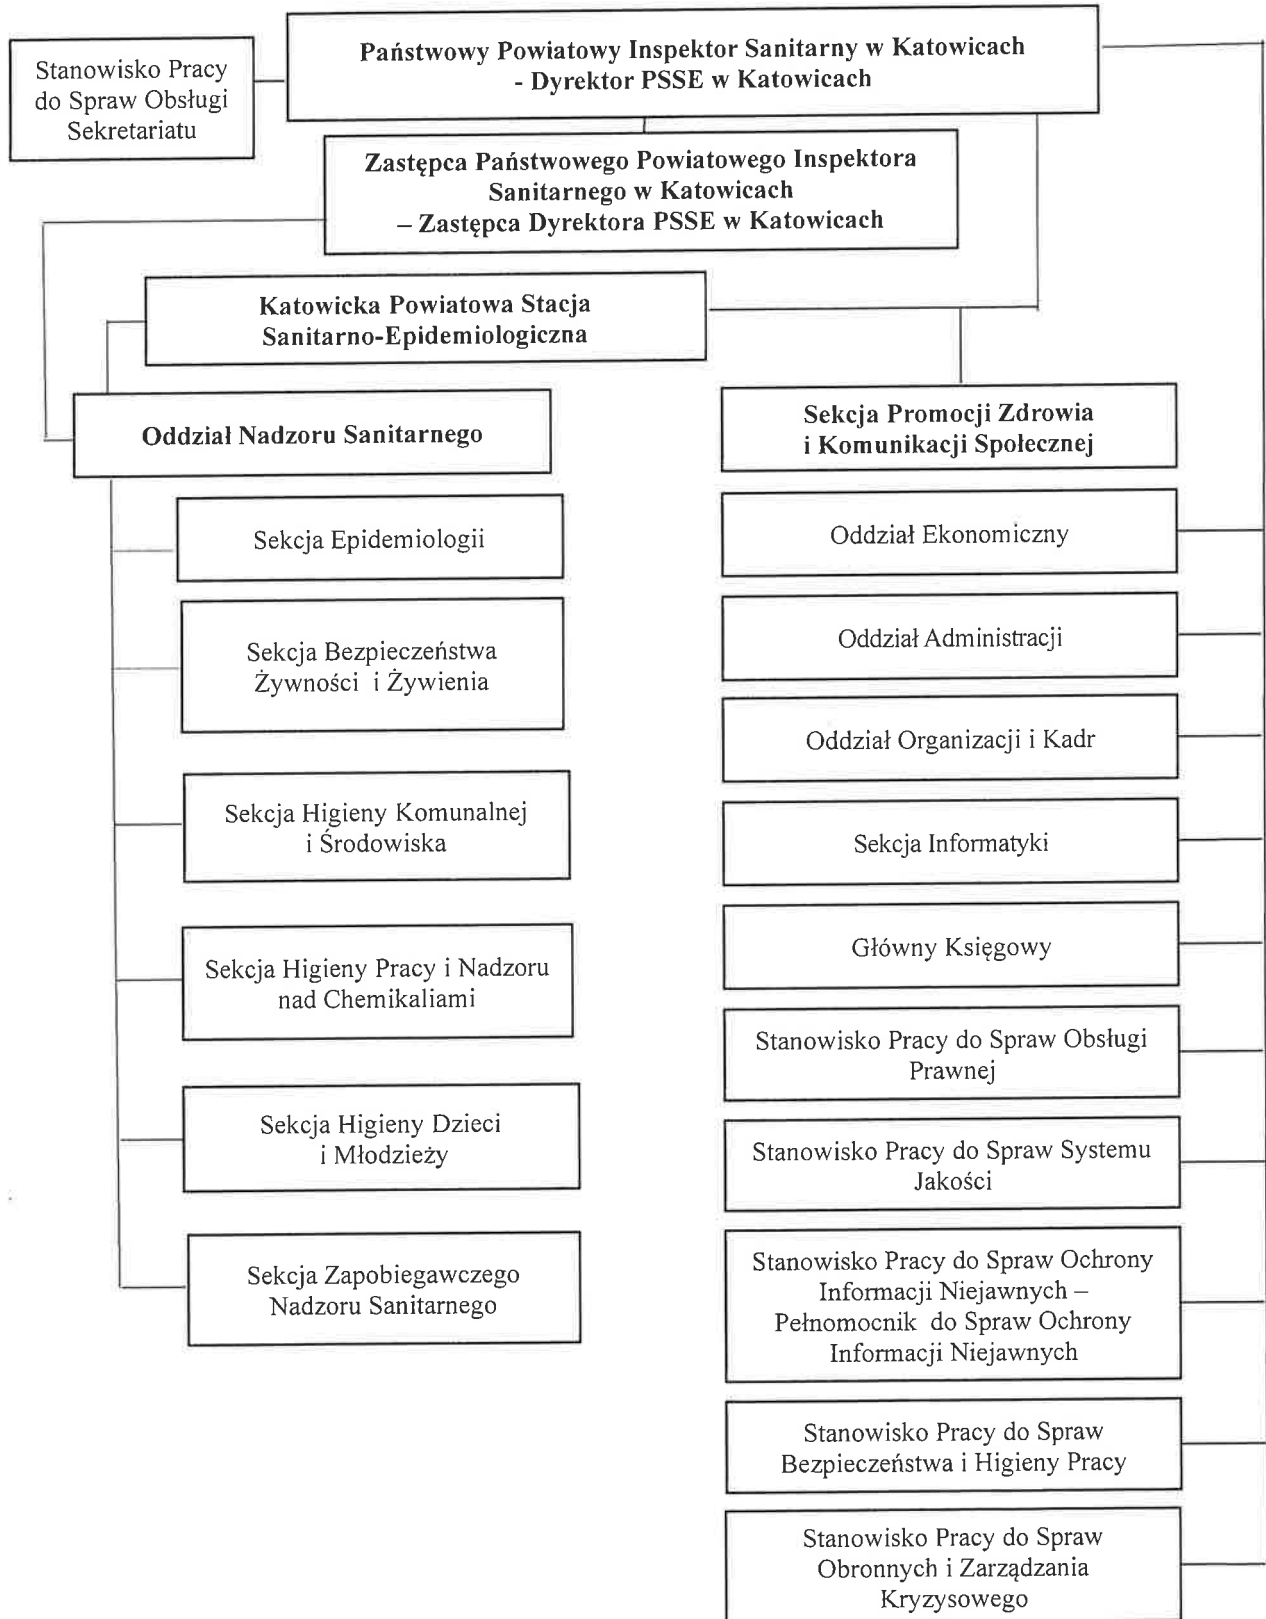 Państwowy Powiatowy Inspektor Sanitarny w Katowicach
- Dyrektor PSSE w Katowicach
Stanowisko Pracy
do Spraw Obsługi
Sekretariatu
Zastępca Państwowego Powiatowego Inspektora
Sanitarnego w Katowicach
– Zastępca Dyrektora PSSE w Katowicach
Katowicka Powiatowa Stacja
Sanitarno-Epidemiologiczna
Oddział Nadzoru Sanitarnego
Sekcja Epidemiologii
Sekcja Bezpieczeństwa
Żywności i Żywienia
Sekcja Higieny Komunalnej
i Środowiska
Sekcja Higieny Pracy i Nadzoru
nad Chemikaliami
Sekcja Higieny Dzieci
i Młodzieży
Sekcja Zapobiegawczego
Nadzoru Sanitarnego
Sekcja Promocji Zdrowia
i Komunikacji Społecznej
Oddział Ekonomiczny
Oddział Administracji
Oddział Organizacji i Kadr
Sekcja Informatyki
Główny Księgowy
Stanowisko Pracy do Spraw Obsługi
Prawnej
Stanowisko Pracy do Spraw Systemu
Jakości
Stanowisko Pracy do Spraw Ochrony
Informacji Niejawnych –
Pełnomocnik do Spraw Ochrony
Informacji Niejawnych
Stanowisko Pracy do Spraw
Bezpieczeństwa i Higieny Pracy
Stanowisko Pracy do Spraw
Obronnych i Zarządzania
Kryzysowego